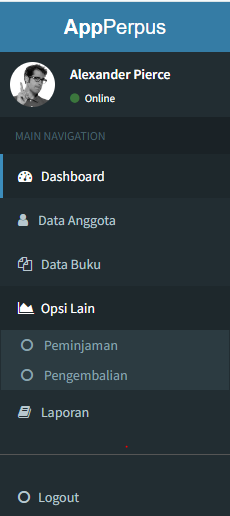 AppPerpus
Alexander Pierce
Online
MAIN NAVIGATION
Dashboard
Data Anggota
Data Buku
Opsi Lain
Peminjaman
Pengembalian
Laporan
Logout